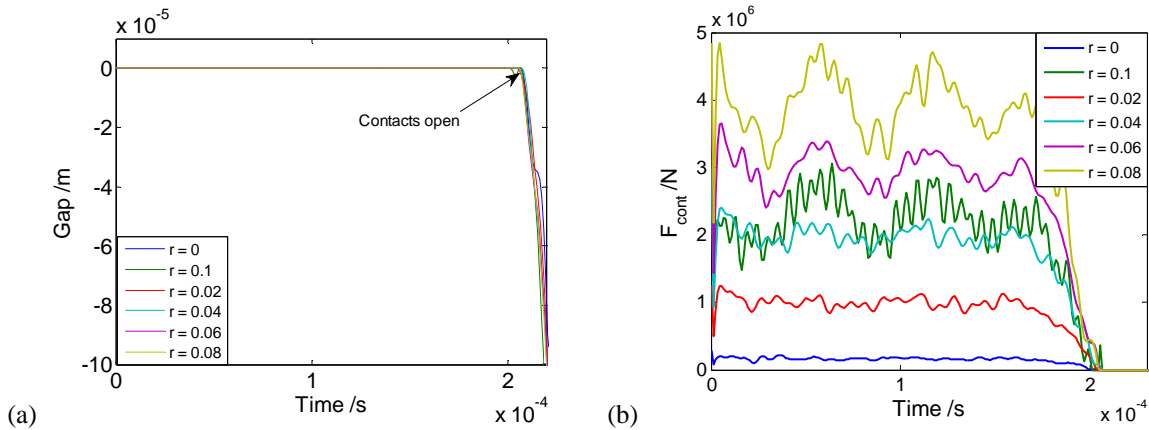 x 10⁻⁵
0
-2
-4
-6
-8
-10
Gap /m
Contacts open
r = 0
r = 0.1
r = 0.02
r = 0.04
r = 0.06
r = 0.08
0
1
2
Time /s
x 10⁻⁴
(a)
x 10⁶
5
4
3
2
1
0
F_cont /N
r = 0
r = 0.1
r = 0.02
r = 0.04
r = 0.06
r = 0.08
0
1
2
Time /s
x 10⁻⁴
(b)